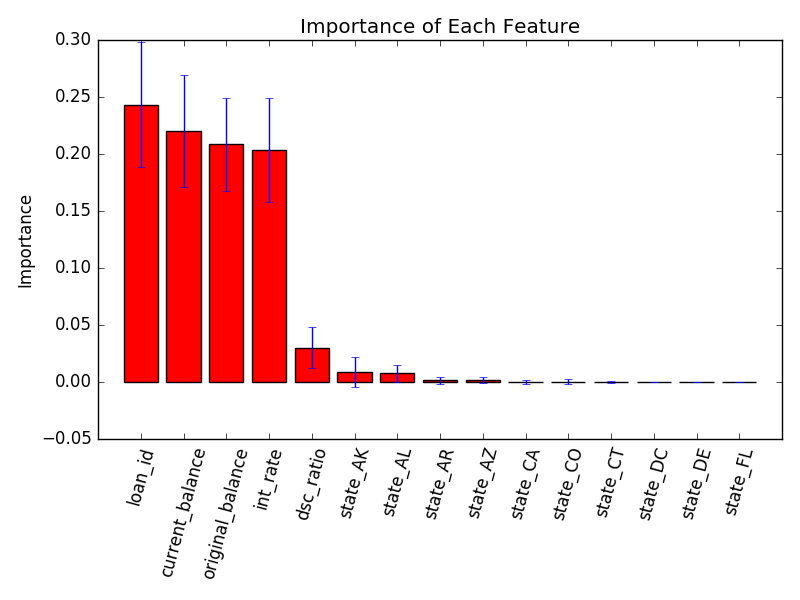 Importance of Each Feature
0.30
0.25
0.20
0.15
0.10
0.05
0.00
−0.05
Importance
loan_id
current_balance
original_balance
int_rate
dsc_ratio
state_AK
state_AL
state_AR
state_AZ
state_CA
state_CO
state_CT
state_DC
state_DE
state_FL